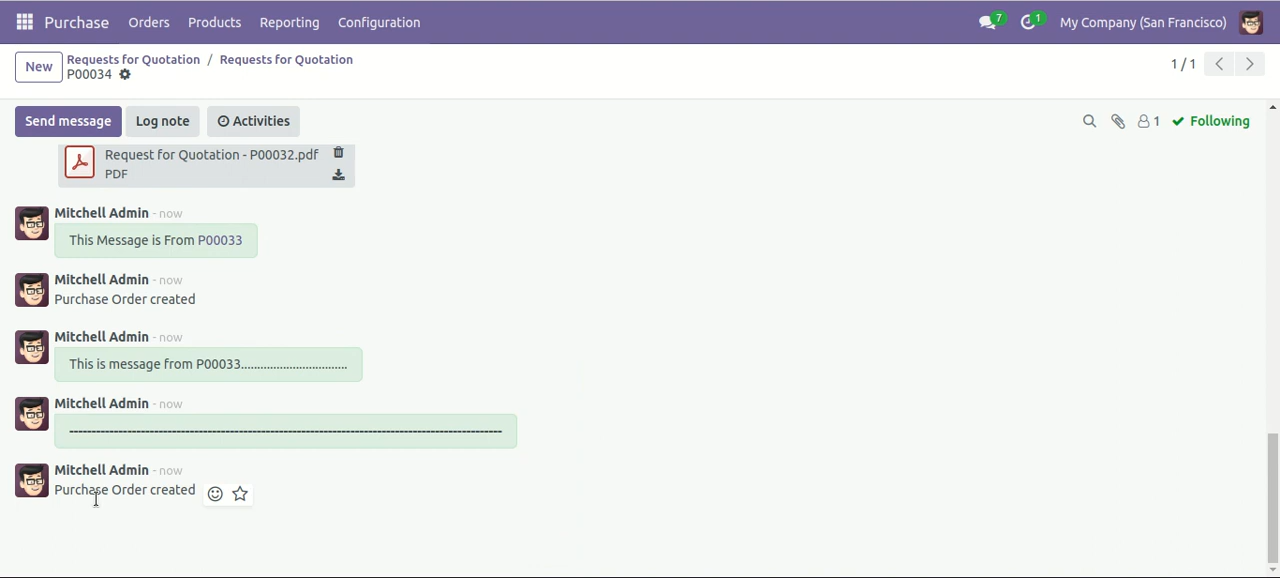 Purchase Orders Products Reporting Configuration 7 1 My Company (San Francisco)
New Requests for Quotation / Requests for Quotation
P00034 1 / 1
Send message Log note Activities 1 Following
Request for Quotation - P00032.pdf
PDF
Mitchell Admin - now
This Message is From P00033
Mitchell Admin - now
Purchase Order created
Mitchell Admin - now
This is message from P00033................................
Mitchell Admin - now
------------------------------------------------------------------------------------------------
Mitchell Admin - now
Purchase Order created